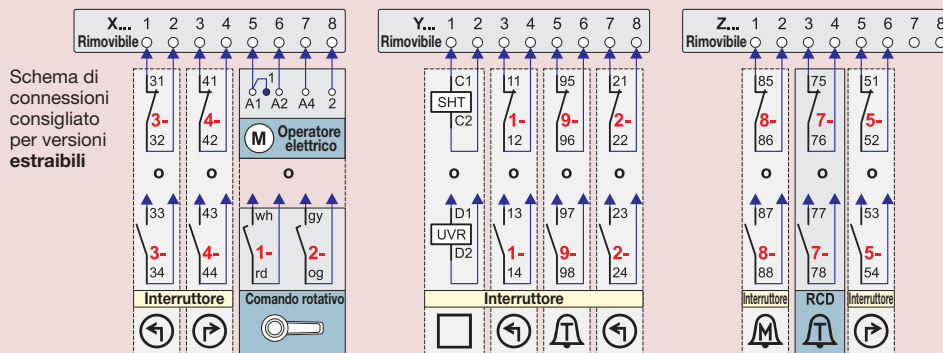 X... 1 2 3 4 5 6 7 8
Rimovibile
Y... 1 2 3 4 5 6 7 8
Rimovibile
Z... 1 2 3 4 5 6 7 8
Rimovibile
Schema di
connessioni
consigliato
per versioni
estraibili
31 41 1
A1 A2 A4 2
3- 4-
32 42
M Operatore
elettrico
o o o
33 43 wh gy
3- 4- 1- 2-
34 44 rd og
Interruttore Comando rotativo
C1 11 95 21
SHT 1- 9- 2-
C2 12 96 22
o o o o
D1 13 97 23
UVR 1- 9- 2-
D2 14 98 24
Interruttore
T
85 75 51
8- 7- 5-
86 76 52
o o o
87 77 53
8- 7- 5-
88 78 54
Interruttore RCD Interruttore
M T